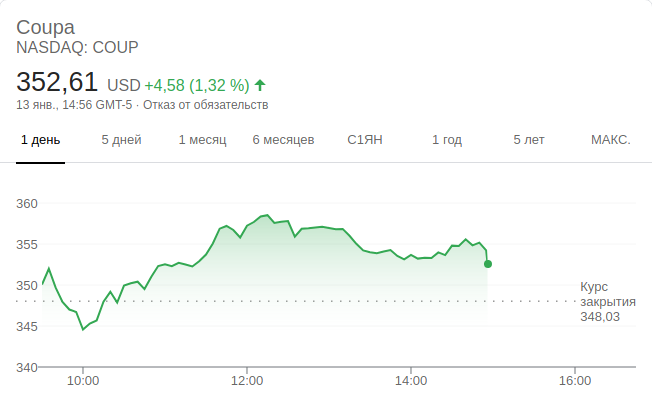 Coupa
NASDAQ: COUP
352,61 USD +4,58 (1,32 %)
13 янв., 14:56 GMT-5 · Отказ от обязательств
1 день 5 дней 1 месяц 6 месяцев С1ЯН 1 год 5 лет МАКС.
360
355
350
Курс
закрытия
348,03
345
340
10:00 12:00 14:00 16:00